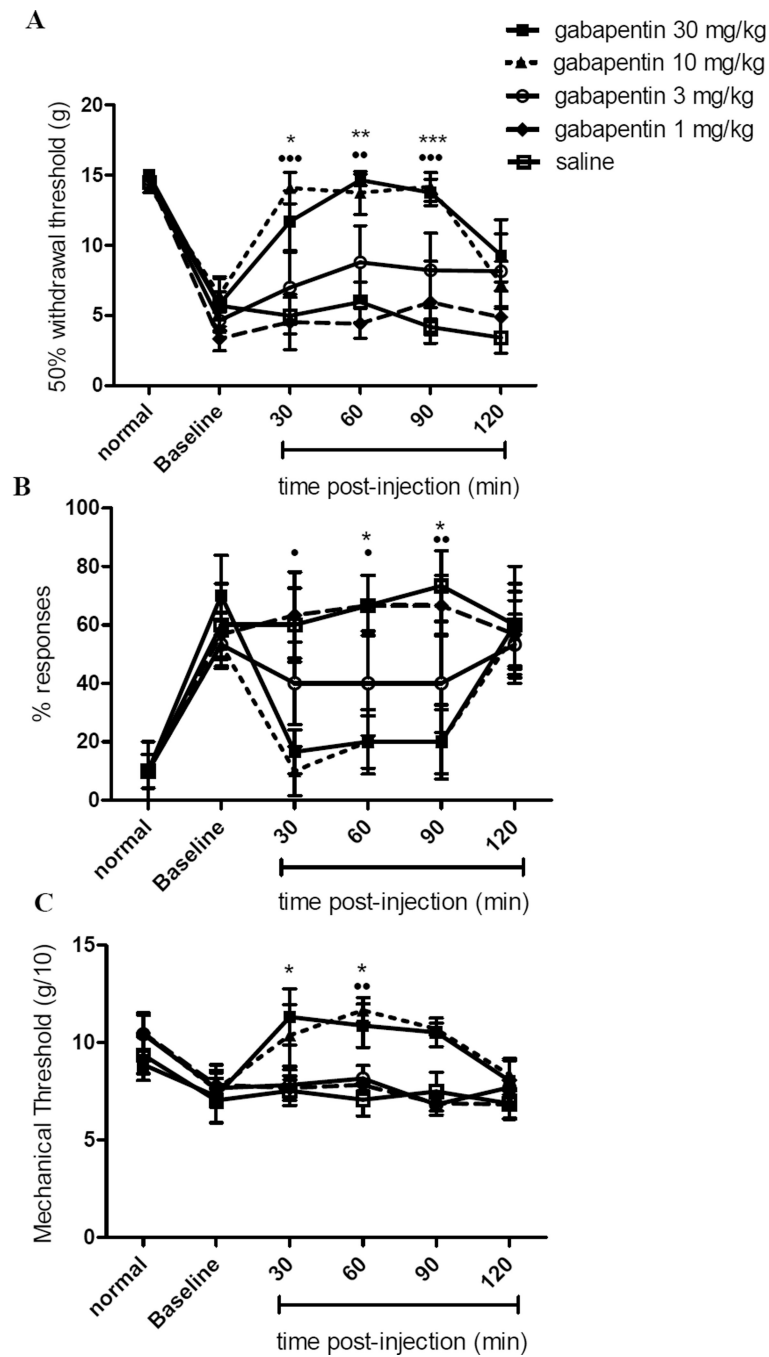 A
gabapentin 30 mg/kg
gabapentin 10 mg/kg
gabapentin 3 mg/kg
gabapentin 1 mg/kg
saline
50% withdrawal threshold (g)
20
15
10
5
0
* ** ***
••• •• •••
normal Baseline 30 60 90 120
time post-injection (min)
B
% responses
100
80
60
40
20
0
* *
• • ••
normal Baseline 30 60 90 120
time post-injection (min)
C
Mechanical Threshold (g/10)
15
10
5
0
* *
••
normal Baseline 30 60 90 120
time post-injection (min)